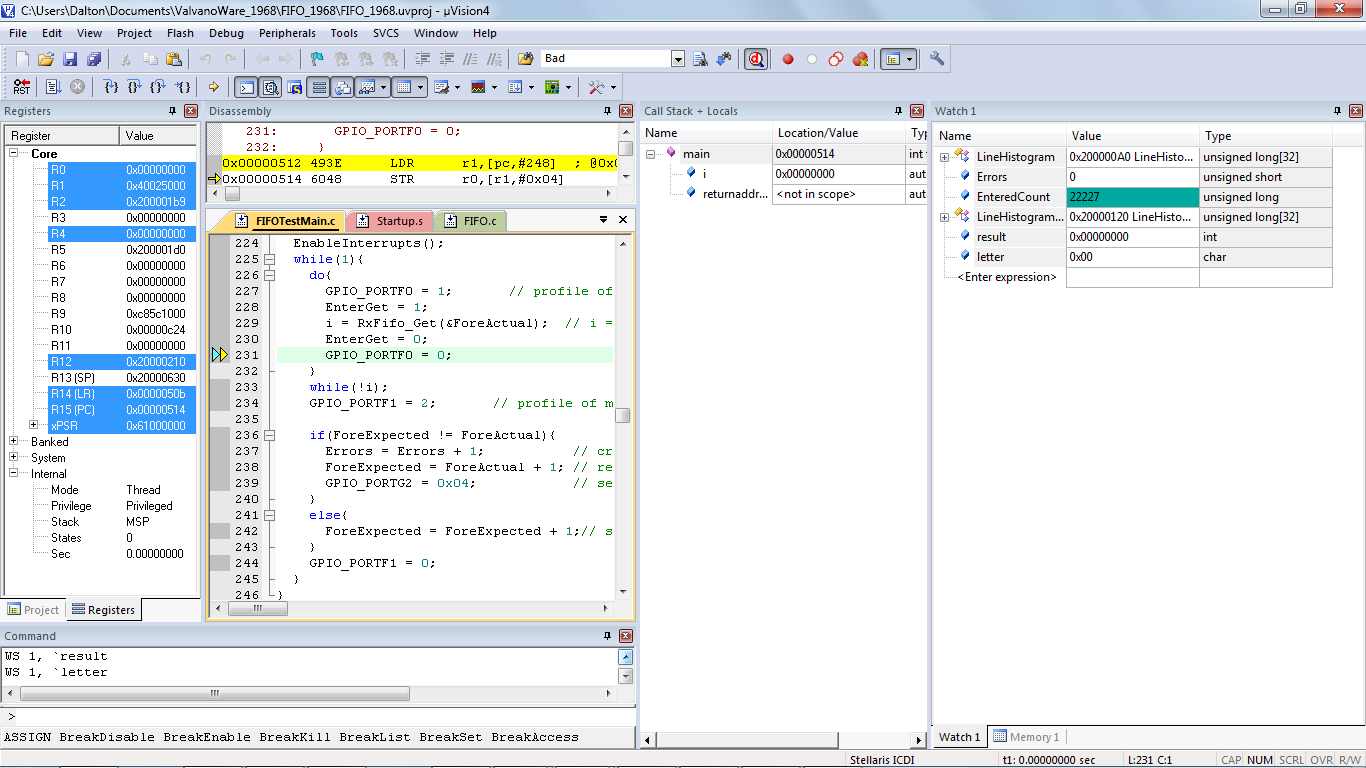 C:\Users\Dalton\Documents\ValvanoWare_1968\FIFO_1968\FIFO_1968.uvproj - µVision4
File Edit View Project Flash Debug Peripherals Tools SVCS Window Help
Bad
RST
Registers
Register Value
Core
R0 0x00000000
R1 0x40025000
R2 0x200001b9
R3 0x00000000
R4 0x00000000
R5 0x200001d0
R6 0x00000000
R7 0x00000000
R8 0x00000000
R9 0xc85c1000
R10 0x00000c24
R11 0x00000000
R12 0x20000210
R13 (SP) 0x20000630
R14 (LR) 0x0000050b
R15 (PC) 0x00000514
xPSR 0x61000000
Banked
System
Internal
Mode Thread
Privilege Privileged
Stack MSP
States 0
Sec 0.00000000
Project Registers
Disassembly
231: GPIO_PORTF0 = 0;
232: }
0x00000512 493E LDR r1,[pc,#248] ; @0x0
0x00000514 6048 STR r0,[r1,#0x04]
FIFOTestMain.c Startup.s FIFO.c
224 EnableInterrupts();
225 while(1){
226 do{
227 GPIO_PORTF0 = 1; // profile of
228 EnterGet = 1;
229 i = RxFifo_Get(&ForeActual); // i =
230 EnterGet = 0;
231 GPIO_PORTF0 = 0;
232 }
233 while(!i);
234 GPIO_PORTF1 = 2; // profile of m
235
236 if(ForeExpected != ForeActual){
237 Errors = Errors + 1; // cr
238 ForeExpected = ForeActual + 1; // re
239 GPIO_PORTG2 = 0x04; // se
240 }
241 else{
242 ForeExpected = ForeExpected + 1;// s
243 }
244 GPIO_PORTF1 = 0;
245 }
246 }
Call Stack + Locals
Name Location/Value Typ
main 0x00000514 int
i 0x00000000 aut
returnaddr... <not in scope> aut
Watch 1
Name Value Type
LineHistogram 0x200000A0 LineHisto... unsigned long[32]
Errors 0 unsigned short
EnteredCount 22227 unsigned long
LineHistogram... 0x20000120 LineHisto... unsigned long[32]
result 0x00000000 int
letter 0x00 char
<Enter expression>
Command
WS 1, `result
WS 1, `letter
>
ASSIGN BreakDisable BreakEnable BreakKill BreakList BreakSet BreakAccess
Watch 1 Memory 1
Stellaris ICDI t1: 0.00000000 sec L:231 C:1 CAP NUM SCRL OVR R/W